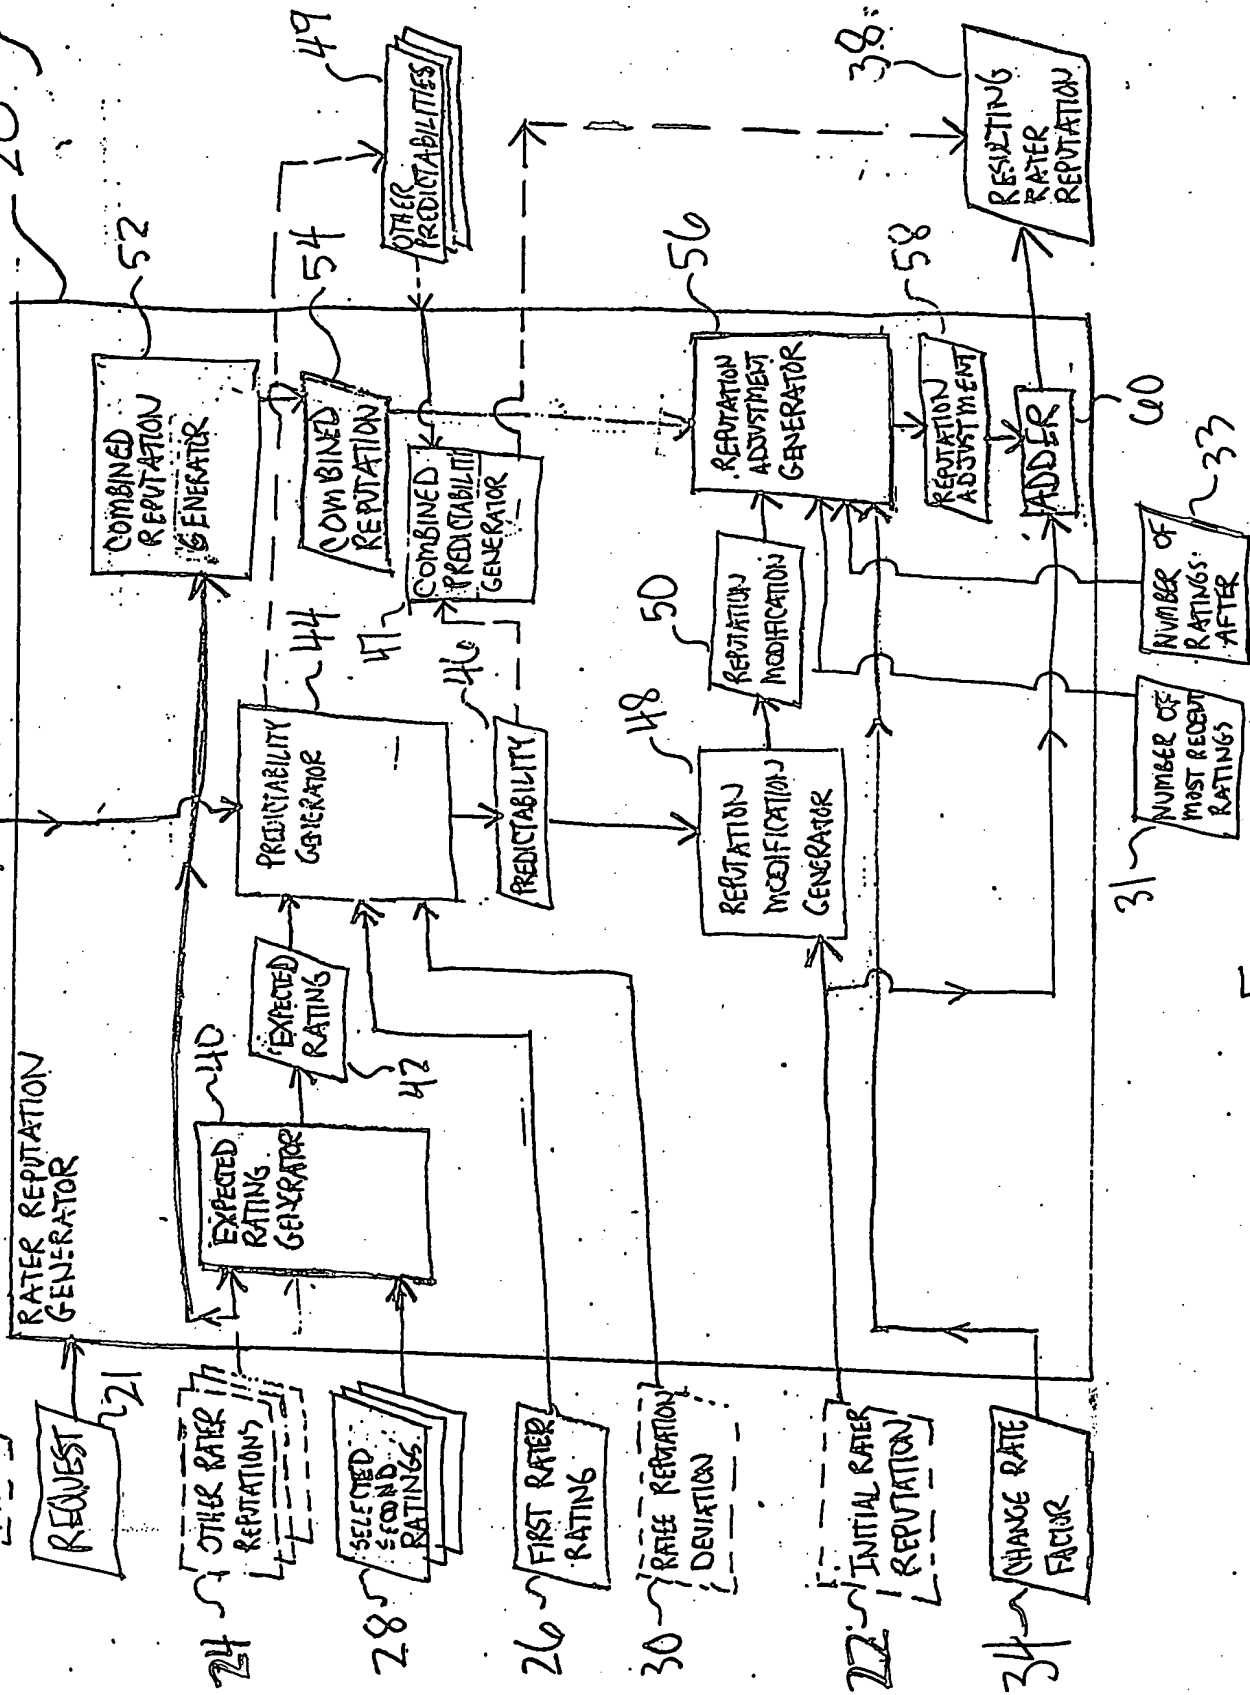 20
RATER REPUTATION
GENERATOR
REQUEST
21
24
OTHER RATER
REPUTATIONS
28
SELECTED
SECOND
RATINGS
26
FIRST RATER
RATING
30
RATEE REPUTATION
DEVIATION
22
INITIAL RATER
REPUTATION
34
CHANGE RATE
FACTOR
EXPECTED
RATING
GENERATOR
40
EXPECTED
RATING
42
PREDICTABILITY
GENERATOR
44
PREDICTABILITY
46
COMBINED
REPUTATION
GENERATOR
52
COMBINED
REPUTATION
54
COMBINED
PREDICTABILITY
GENERATOR
47
OTHER
PREDICTABILITIES
49
REPUTATION
MODIFICATION
GENERATOR
48
REPUTATION
MODIFICATION
50
REPUTATION
ADJUSTMENT
GENERATOR
56
REPUTATION
ADJUSTMENT
58
ADDER
60
RESULTING
RATER
REPUTATION
38
NUMBER OF
MOST RECENT
RATINGS
31
NUMBER OF
RATINGS
AFTER
33